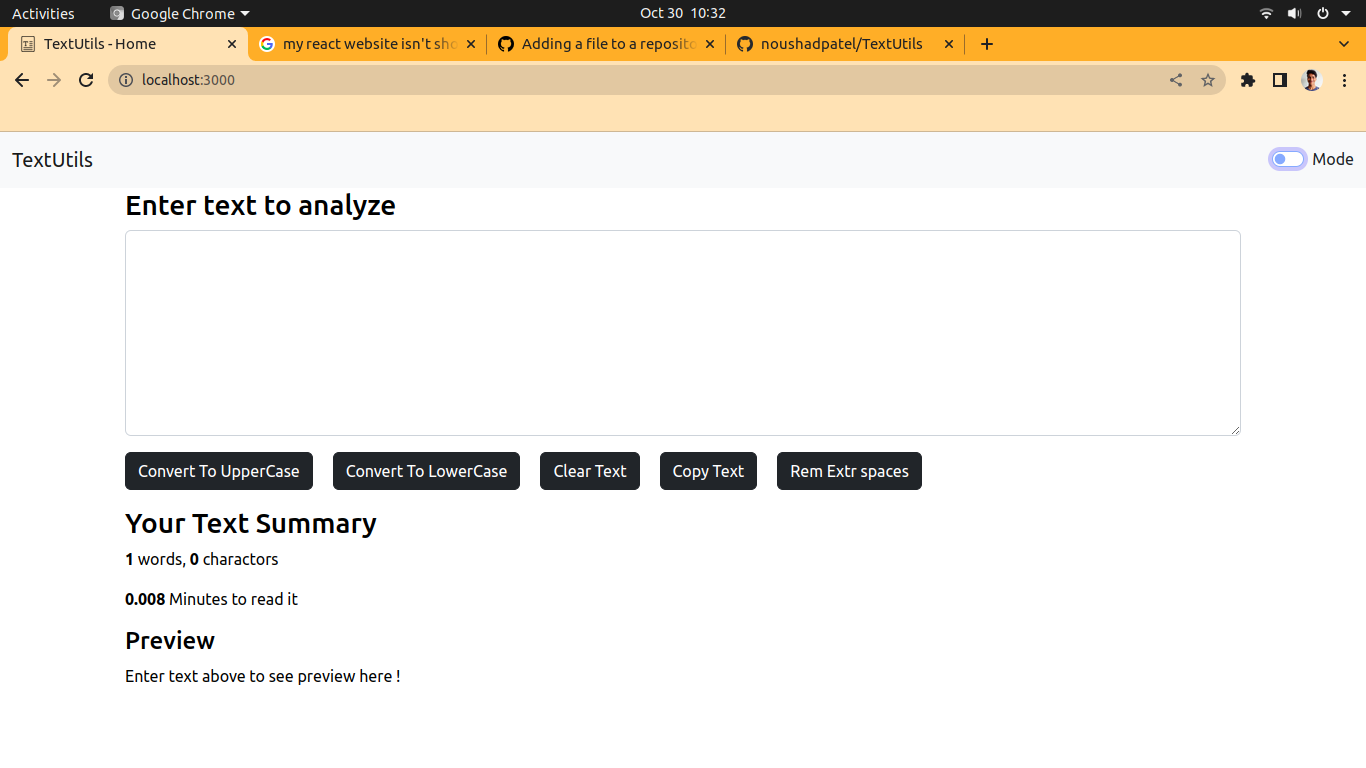 Activities Google Chrome Oct 30 10:32
TextUtils - Home my react website isn't sho Adding a file to a reposito noushadpatel/TextUtils
localhost:3000
TextUtils Mode
Enter text to analyze
Convert To UpperCase Convert To LowerCase Clear Text Copy Text Rem Extr spaces
Your Text Summary
1 words, 0 charactors
0.008 Minutes to read it
Preview
Enter text above to see preview here !